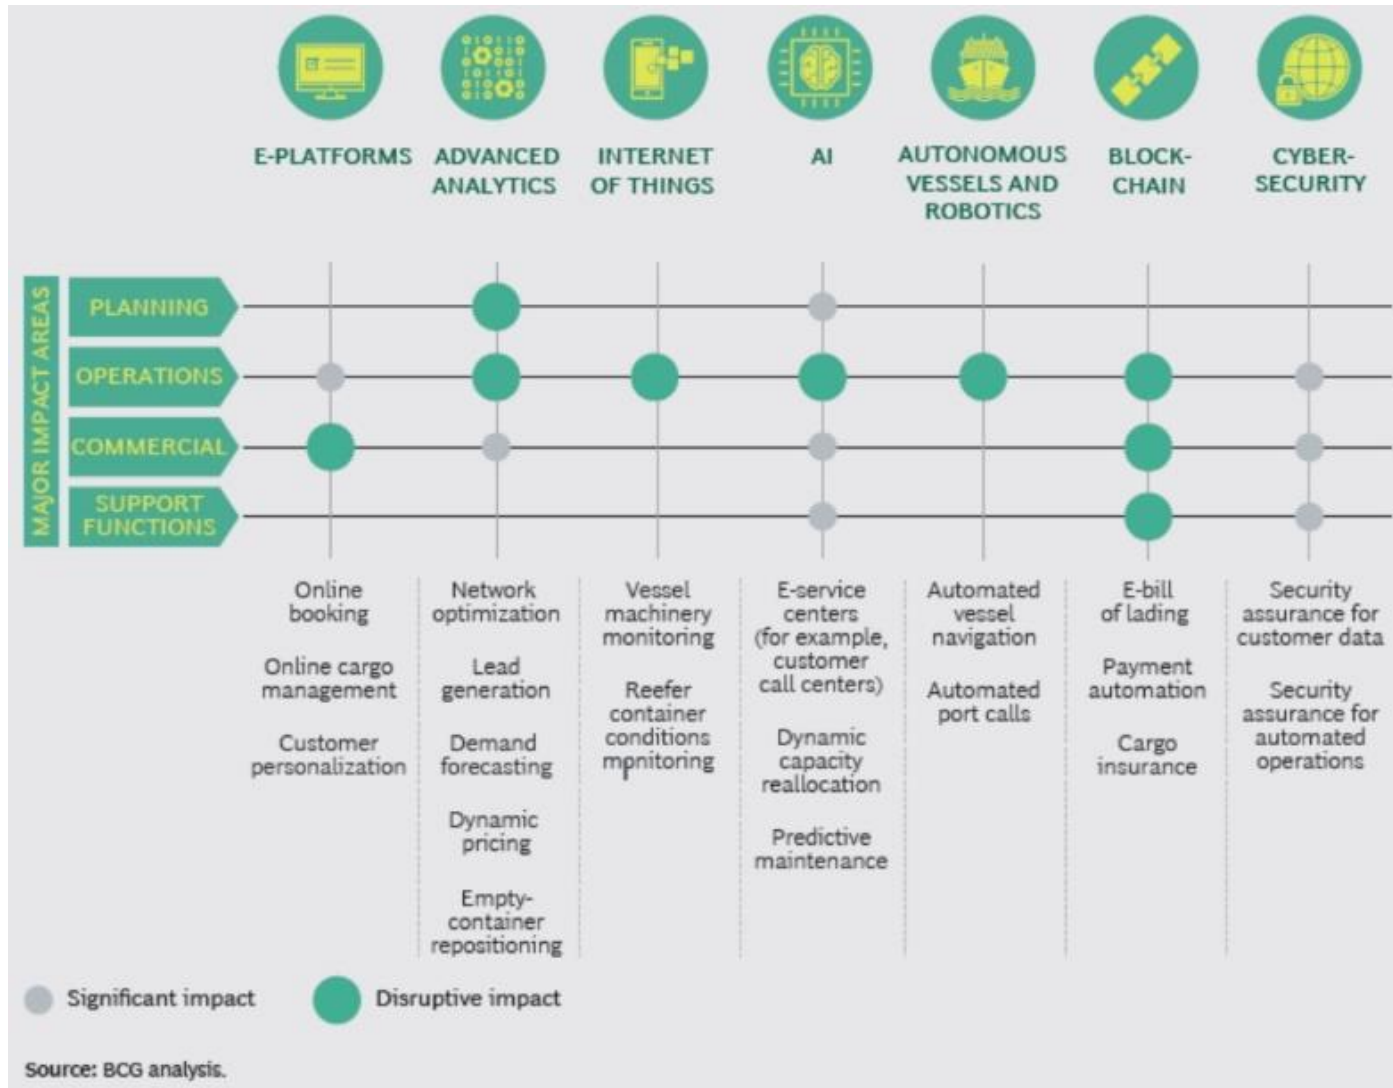 E-PLATFORMS
ADVANCED
ANALYTICS
INTERNET
OF THINGS
AI
AUTONOMOUS
VESSELS AND
ROBOTICS
BLOCK-
CHAIN
CYBER-
SECURITY
MAJOR IMPACT AREAS
PLANNING
OPERATIONS
COMMERCIAL
SUPPORT
FUNCTIONS
Online
booking
Online cargo
management
Customer
personalization
Network
optimization
Lead
generation
Demand
forecasting
Dynamic
pricing
Empty-
container
repositioning
Vessel
machinery
monitoring
Reefer
container
conditions
monitoring
E-service
centers
(for example,
customer
call centers)
Dynamic
capacity
reallocation
Predictive
maintenance
Automated
vessel
navigation
Automated
port calls
E-bill
of lading
Payment
automation
Cargo
insurance
Security
assurance for
customer data
Security
assurance for
automated
operations
Significant impact
Disruptive impact
Source: BCG analysis.